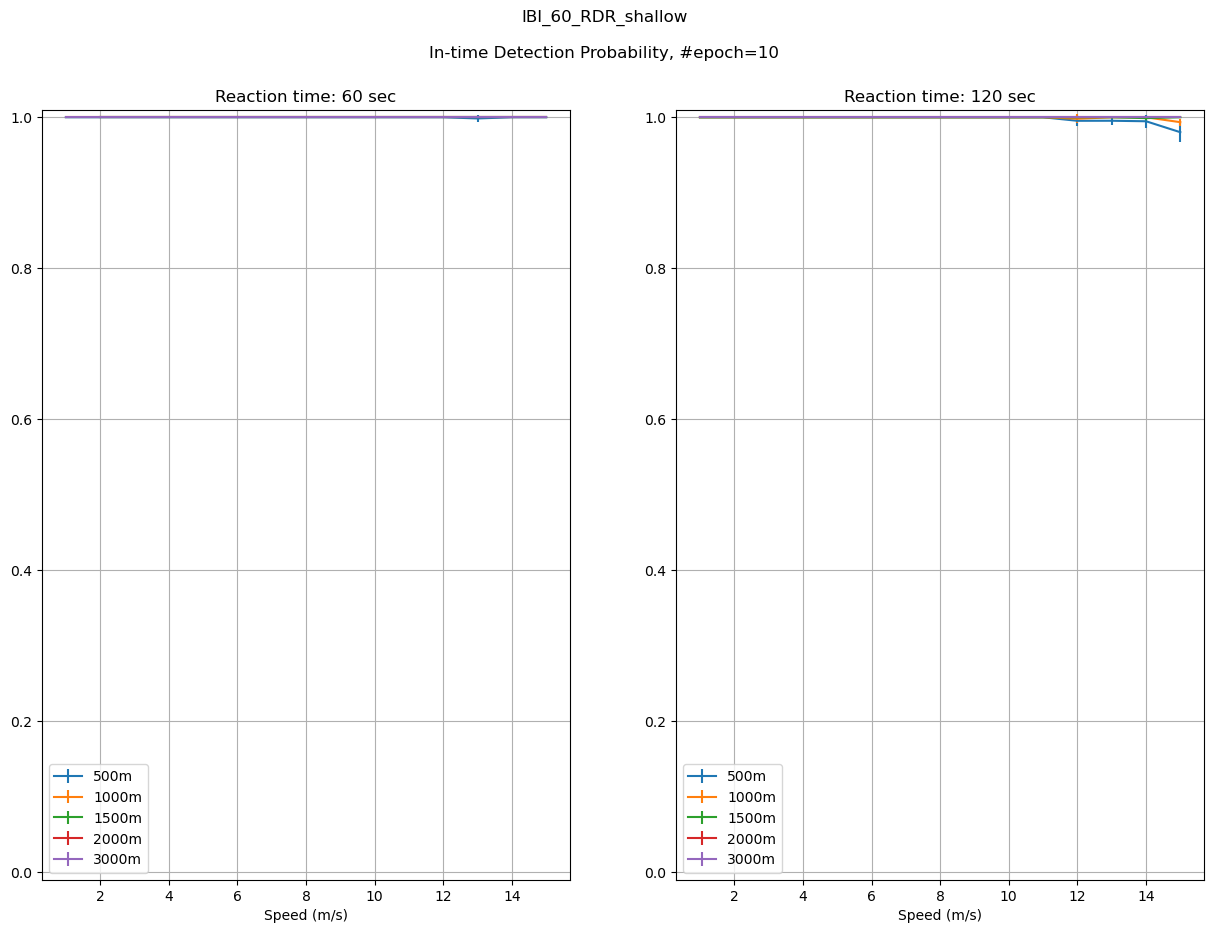 IBI_60_RDR_shallow
In-time Detection Probability, #epoch=10
Reaction time: 60 sec
1.0
0.8
0.6
0.4
0.2
0.0
500m
1000m
1500m
2000m
3000m
2 4 6 8 10 12 14
Speed (m/s)
Reaction time: 120 sec
1.0
0.8
0.6
0.4
0.2
0.0
500m
1000m
1500m
2000m
3000m
2 4 6 8 10 12 14
Speed (m/s)